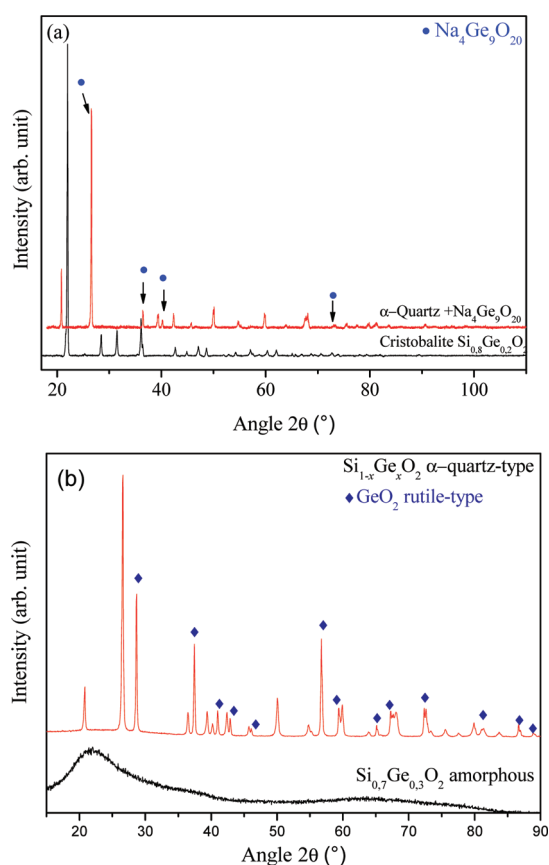 (a)
Na₄Ge₉O₂₀
Intensity (arb. unit)
α-Quartz +Na₄Ge₉O₂₀
Cristobalite Si₀,₈Ge₀,₂O₂
20 40 60 80 100
Angle 2θ (°)
(b)
Si₁₋ₓGeₓO₂ α-quartz-type
GeO₂ rutile-type
Intensity (arb. unit)
Si₀,₇Ge₀,₃O₂ amorphous
20 30 40 50 60 70 80 90
Angle 2θ (°)